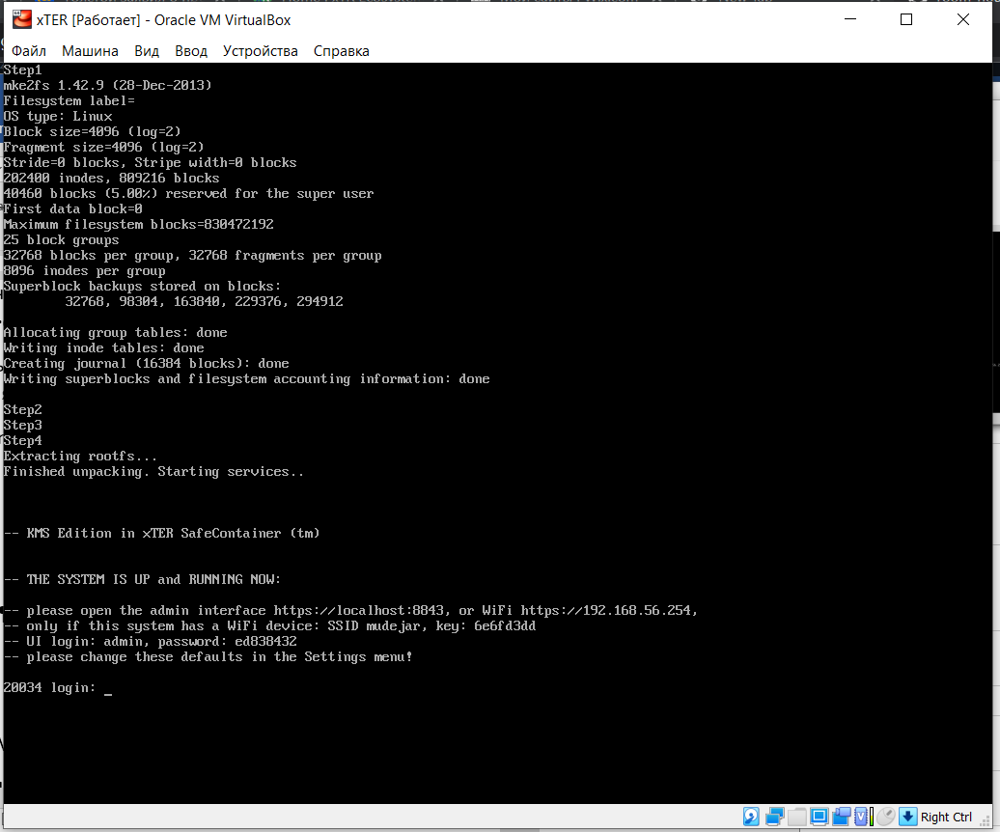 xTER [Работает] - Oracle VM VirtualBox
Файл Машина Вид Ввод Устройства Справка
Step1
mke2fs 1.42.9 (28-Dec-2013)
Filesystem label=
OS type: Linux
Block size=4096 (log=2)
Fragment size=4096 (log=2)
Stride=0 blocks, Stripe width=0 blocks
202400 inodes, 809216 blocks
40460 blocks (5.00%) reserved for the super user
First data block=0
Maximum filesystem blocks=830472192
25 block groups
32768 blocks per group, 32768 fragments per group
8096 inodes per group
Superblock backups stored on blocks:
32768, 98304, 163840, 229376, 294912
Allocating group tables: done
Writing inode tables: done
Creating journal (16384 blocks): done
Writing superblocks and filesystem accounting information: done
Step2
Step3
Step4
Extracting rootfs...
Finished unpacking. Starting services..
-- KMS Edition in xTER SafeContainer (tm)
-- THE SYSTEM IS UP and RUNNING NOW:
-- please open the admin interface https://localhost:8843, or WiFi https://192.168.56.254,
-- only if this system has a WiFi device: SSID mudejar, key: 6e6fd3dd
-- UI login: admin, password: ed838432
-- please change these defaults in the Settings menu!
20034 login: _
Right Ctrl